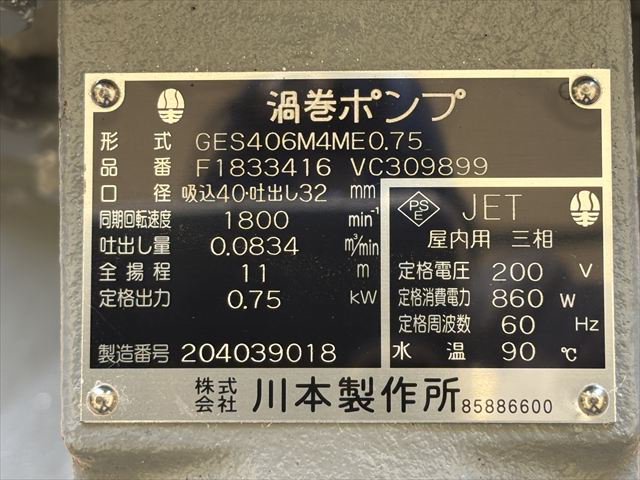 渦巻ポンプ
形式 GES406M4ME0.75
品番 F1833416 VC309899
口径 吸込40・吐出し32 mm
同期回転速度 1800 min⁻¹
吐出し量 0.0834 m³/min
全揚程 11 m
定格出力 0.75 kW
製造番号 204039018
PS E JET
屋内用 三相
定格電圧 200 V
定格消費電力 860 W
定格周波数 60 Hz
水温 90 ℃
株式会社 川本製作所 85886600